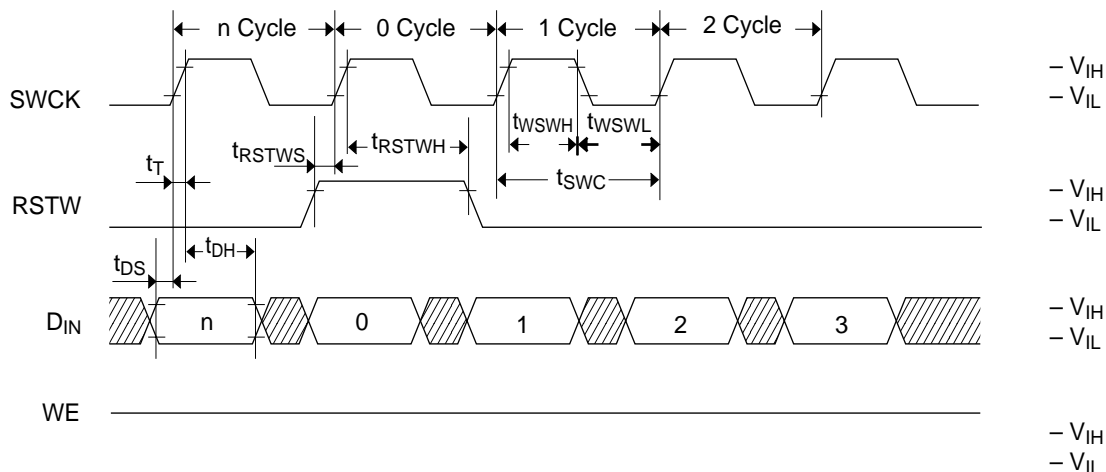 n Cycle 0 Cycle 1 Cycle 2 Cycle
SWCK
– VIH
– VIL
tWSWH tWSWL
tRSTWS tRSTWH
tT
tSWC
RSTW
– VIH
– VIL
tDH
tDS
DIN
n 0 1 2 3
– VIH
– VIL
WE
– VIH
– VIL